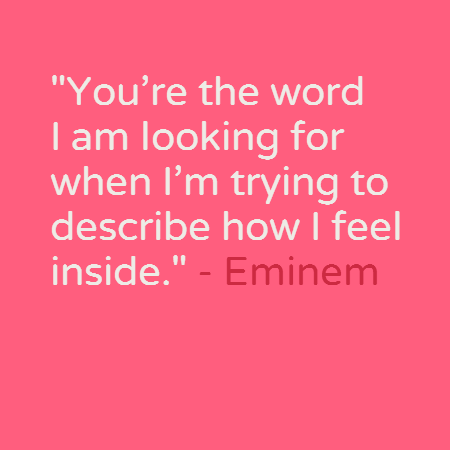 "You’re the word
I am looking for
when I’m trying to
describe how I feel
inside." - Eminem